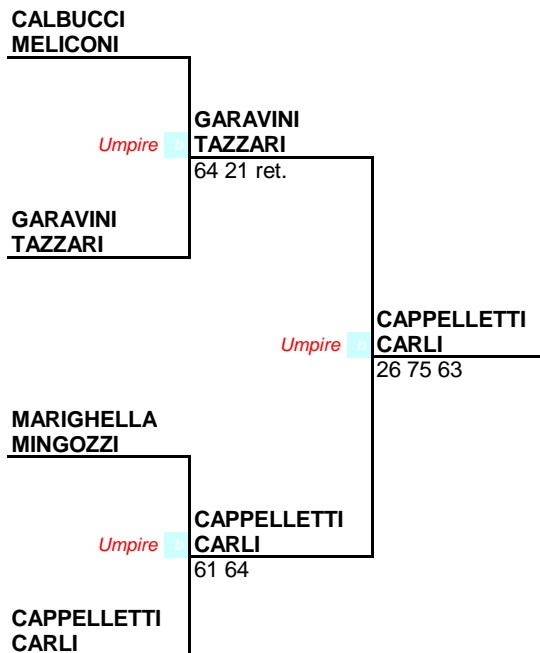 CALBUCCI
MELICONI
GARAVINI
Umpire b TAZZARI
64 21 ret.
GARAVINI
TAZZARI
CAPPELLETTI
Umpire b CARLI
26 75 63
MARIGHELLA
MINGOZZI
CAPPELLETTI
Umpire b CARLI
61 64
CAPPELLETTI
CARLI